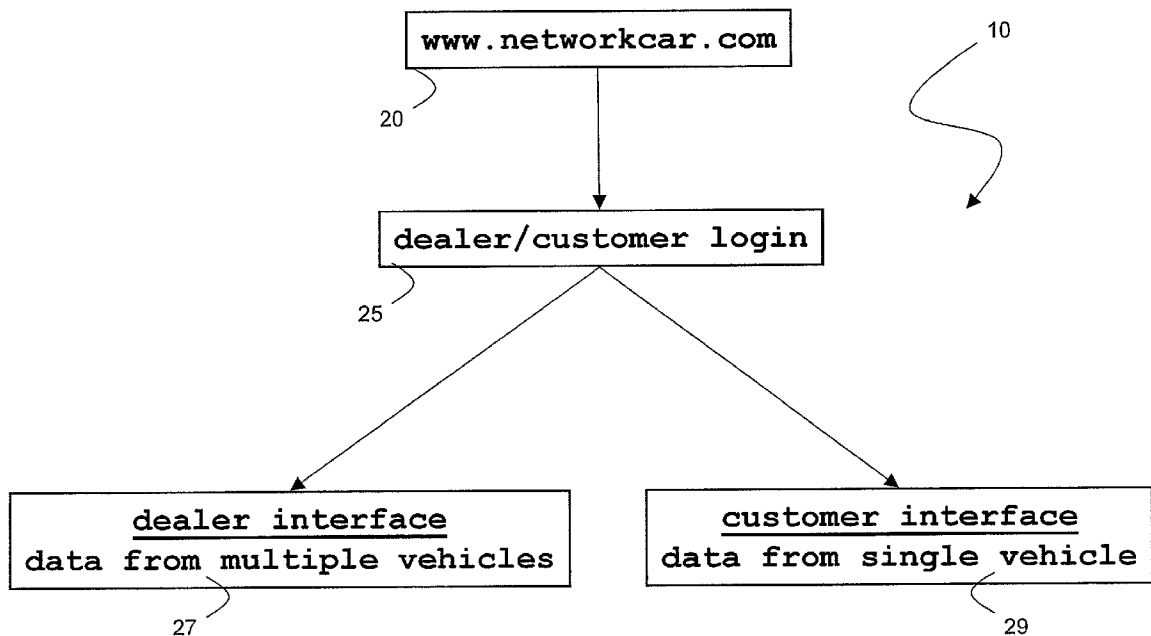 www.networkcar.com
10
20
dealer/customer login
25
dealer interface
data from multiple vehicles
customer interface
data from single vehicle
27
29